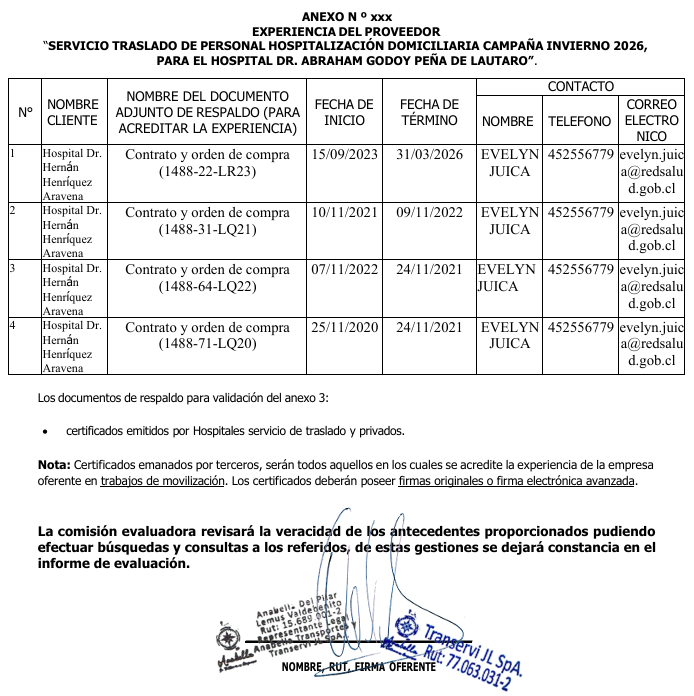 ANEXO N º xxx
EXPERIENCIA DEL PROVEEDOR
"SERVICIO TRASLADO DE PERSONAL HOSPITALIZACIÓN DOMICILIARIA CAMPAÑA INVIERNO 2026,
PARA EL HOSPITAL DR. ABRAHAM GODOY PEÑA DE LAUTARO".
N°
NOMBRE
CLIENTE
NOMBRE DEL DOCUMENTO
ADJUNTO DE RESPALDO (PARA
ACREDITAR LA EXPERIENCIA)
FECHA DE
INICIO
FECHA DE
TÉRMINO
CONTACTO
NOMBRE
TELEFONO
CORREO
ELECTRO
NICO
1
Hospital Dr.
Hernán
Henríquez
Aravena
Contrato y orden de compra
(1488-22-LR23)
15/09/2023
31/03/2026
EVELYN
JUICA
452556779
evelyn.juic
a@redsalu
d.gob.cl
2
Hospital Dr.
Hernán
Henríquez
Aravena
Contrato y orden de compra
(1488-31-LQ21)
10/11/2021
09/11/2022
EVELYN
JUICA
452556779
evelyn.juic
a@redsalu
d.gob.cl
3
Hospital Dr.
Hernán
Henríquez
Aravena
Contrato y orden de compra
(1488-64-LQ22)
07/11/2022
24/11/2021
EVELYN
JUICA
452556779
evelyn.juic
a@redsalu
d.gob.cl
4
Hospital Dr.
Hernán
Henríquez
Aravena
Contrato y orden de compra
(1488-71-LQ20)
25/11/2020
24/11/2021
EVELYN
JUICA
452556779
evelyn.juic
a@redsalu
d.gob.cl
Los documentos de respaldo para validación del anexo 3:
• certificados emitidos por Hospitales servicio de traslado y privados.
Nota: Certificados emanados por terceros, serán todos aquellos en los cuales se acredite la experiencia de la empresa
oferente en trabajos de movilización. Los certificados deberán poseer firmas originales o firma electrónica avanzada.
La comisión evaluadora revisará la veracidad de los antecedentes proporcionados pudiendo
efectuar búsquedas y consultas a los referidos, de estas gestiones se dejará constancia en el
informe de evaluación.
Anabella Del Pilar
Lemus Valdebenito
Rut: 15.689.001-2
Representante Legal
Anabella Transportes y
Transervi JL SpA.
Transervi JL SpA.
Rut: 77.063.031-2
NOMBRE, RUT, FIRMA OFERENTE